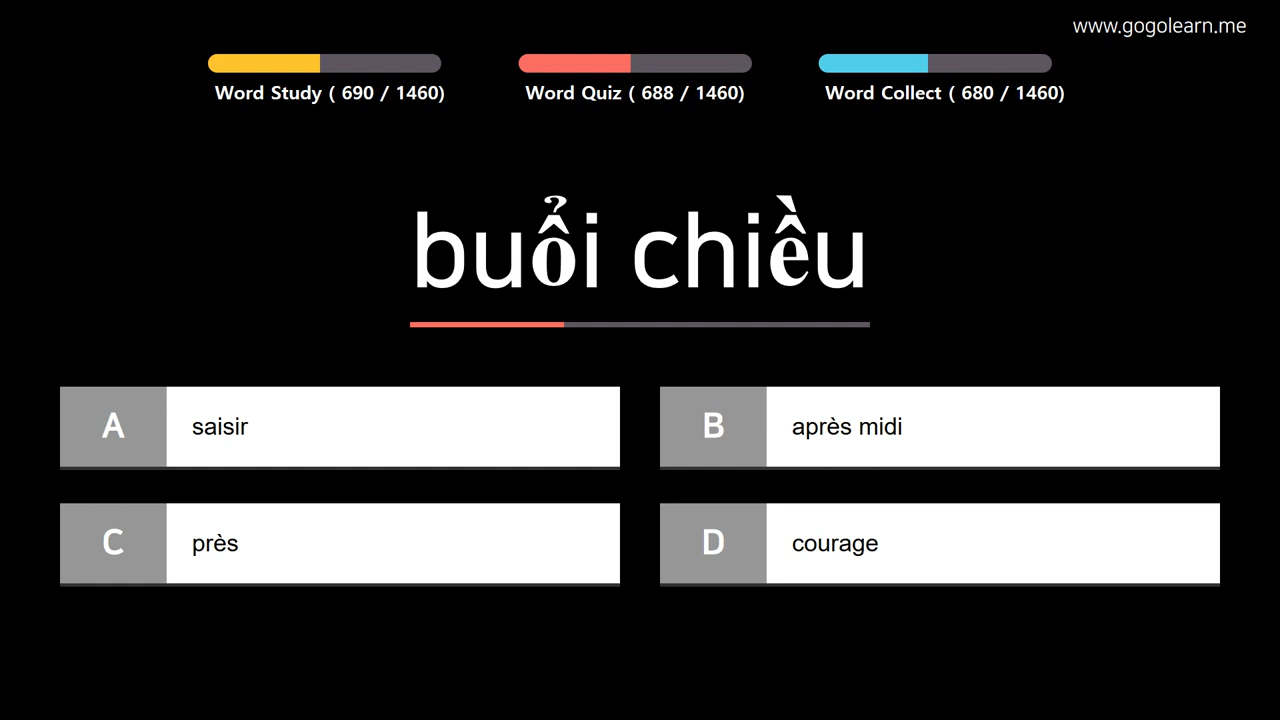 www.gogolearn.me
Word Study ( 690 / 1460)
Word Quiz ( 688 / 1460)
Word Collect ( 680 / 1460)
buổi chiều
A saisir
B après midi
C près
D courage